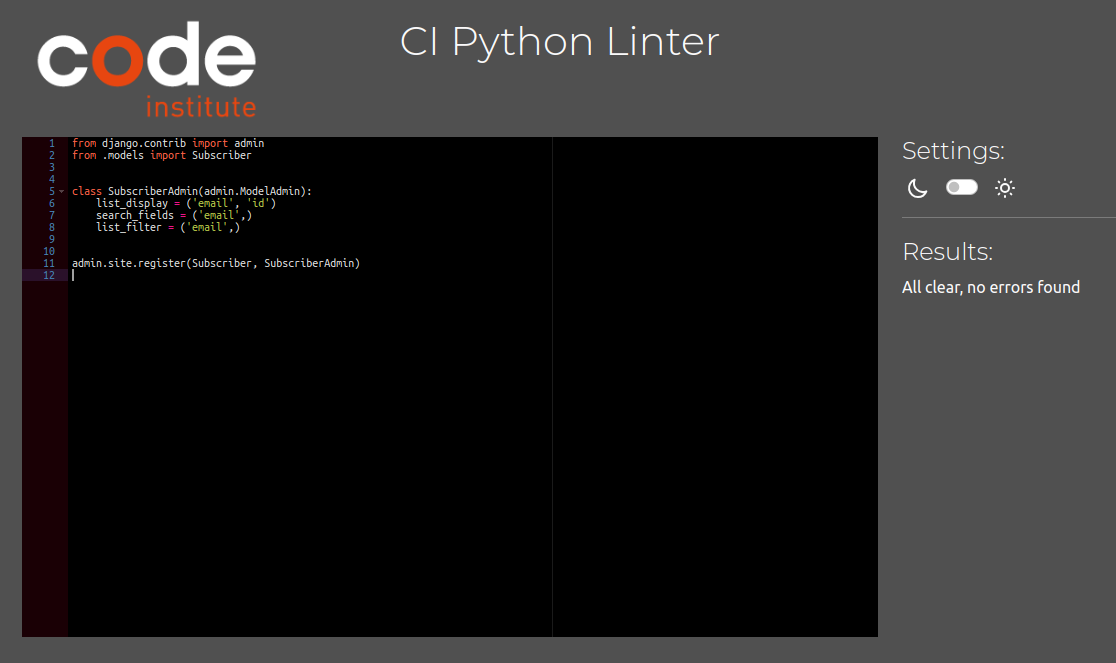 code
institute
CI Python Linter
1 from django.contrib import admin
2 from .models import Subscriber
3
4
5 class SubscriberAdmin(admin.ModelAdmin):
6     list_display = ('email', 'id')
7     search_fields = ('email',)
8     list_filter = ('email',)
9
10
11 admin.site.register(Subscriber, SubscriberAdmin)
12
Settings:
Results:
All clear, no errors found